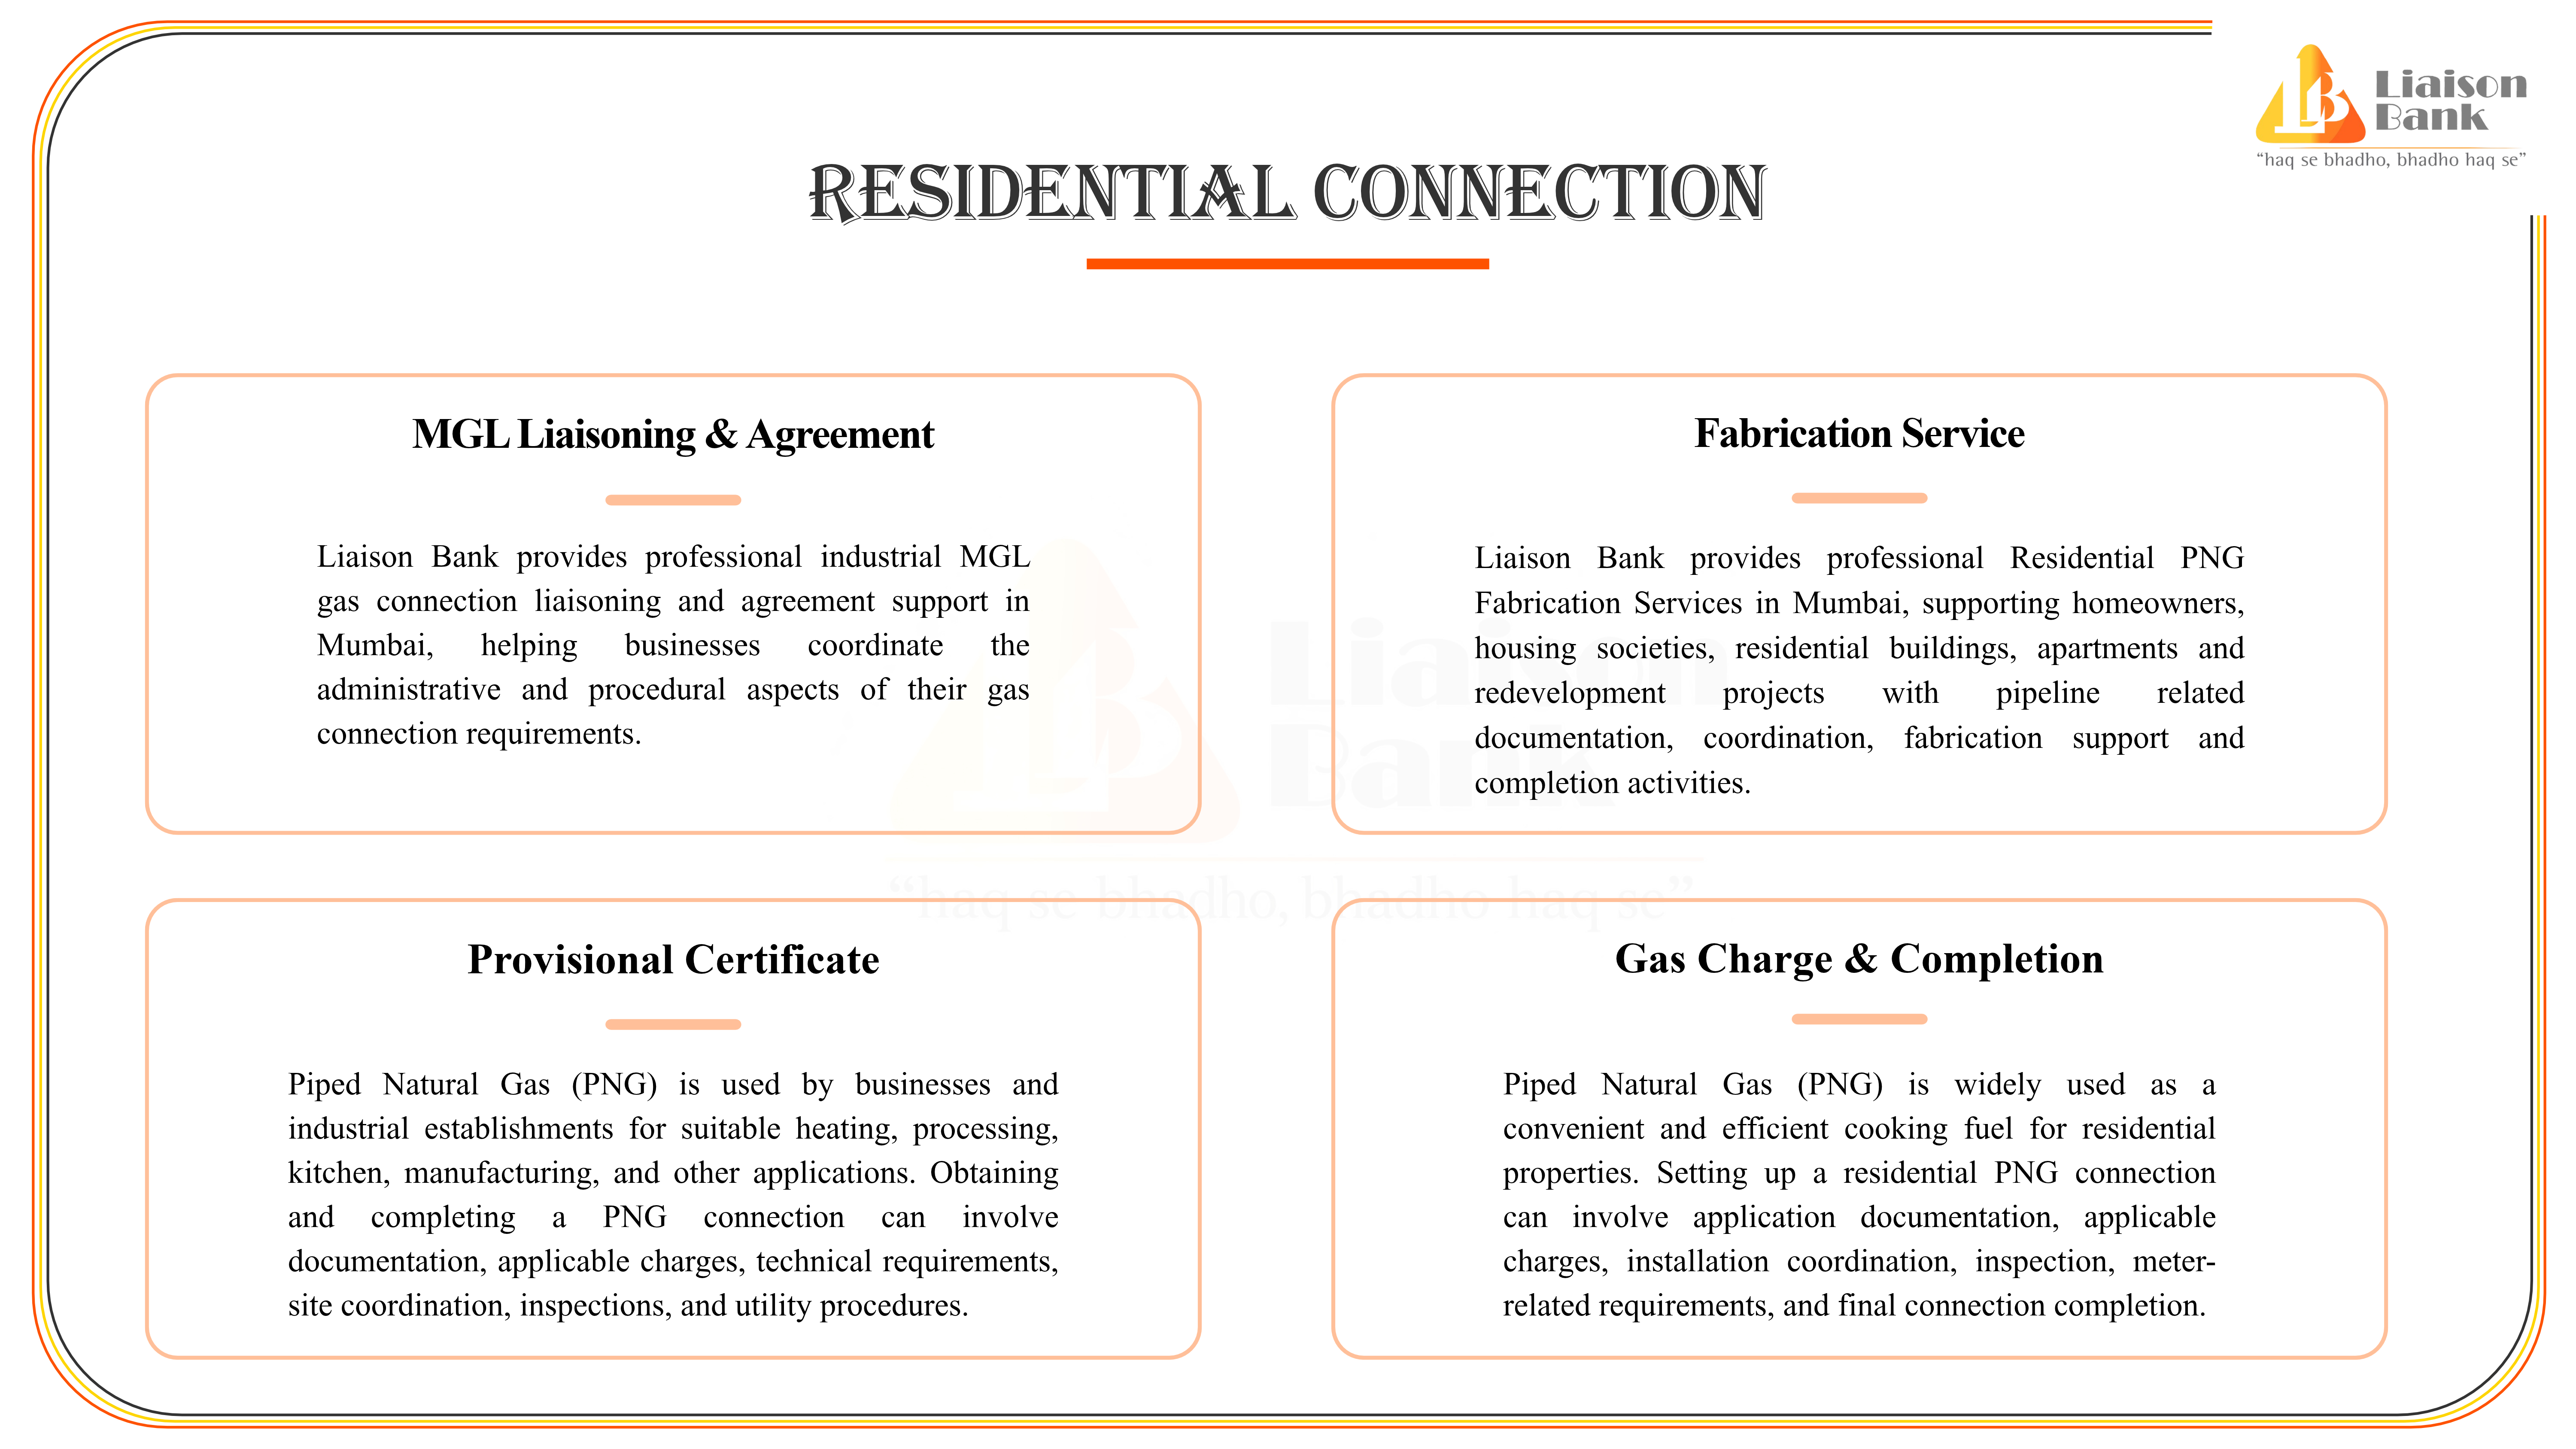 Liaison
Bank
“haq se bhadho, bhadho haq se”
RESIDENTIAL CONNECTION
MGL Liaisoning & Agreement
Liaison Bank provides professional industrial MGL
gas connection liaisoning and agreement support in
Mumbai, helping businesses coordinate the
administrative and procedural aspects of their gas
connection requirements.
Fabrication Service
Liaison Bank provides professional Residential PNG
Fabrication Services in Mumbai, supporting homeowners,
housing societies, residential buildings, apartments and
redevelopment projects with pipeline related
documentation, coordination, fabrication support and
completion activities.
Liaison
Bank
“haq se bhadho, bhadho haq se”
Provisional Certificate
Piped Natural Gas (PNG) is used by businesses and
industrial establishments for suitable heating, processing,
kitchen, manufacturing, and other applications. Obtaining
and completing a PNG connection can involve
documentation, applicable charges, technical requirements,
site coordination, inspections, and utility procedures.
Gas Charge & Completion
Piped Natural Gas (PNG) is widely used as a
convenient and efficient cooking fuel for residential
properties. Setting up a residential PNG connection
can involve application documentation, applicable
charges, installation coordination, inspection, meter-
related requirements, and final connection completion.